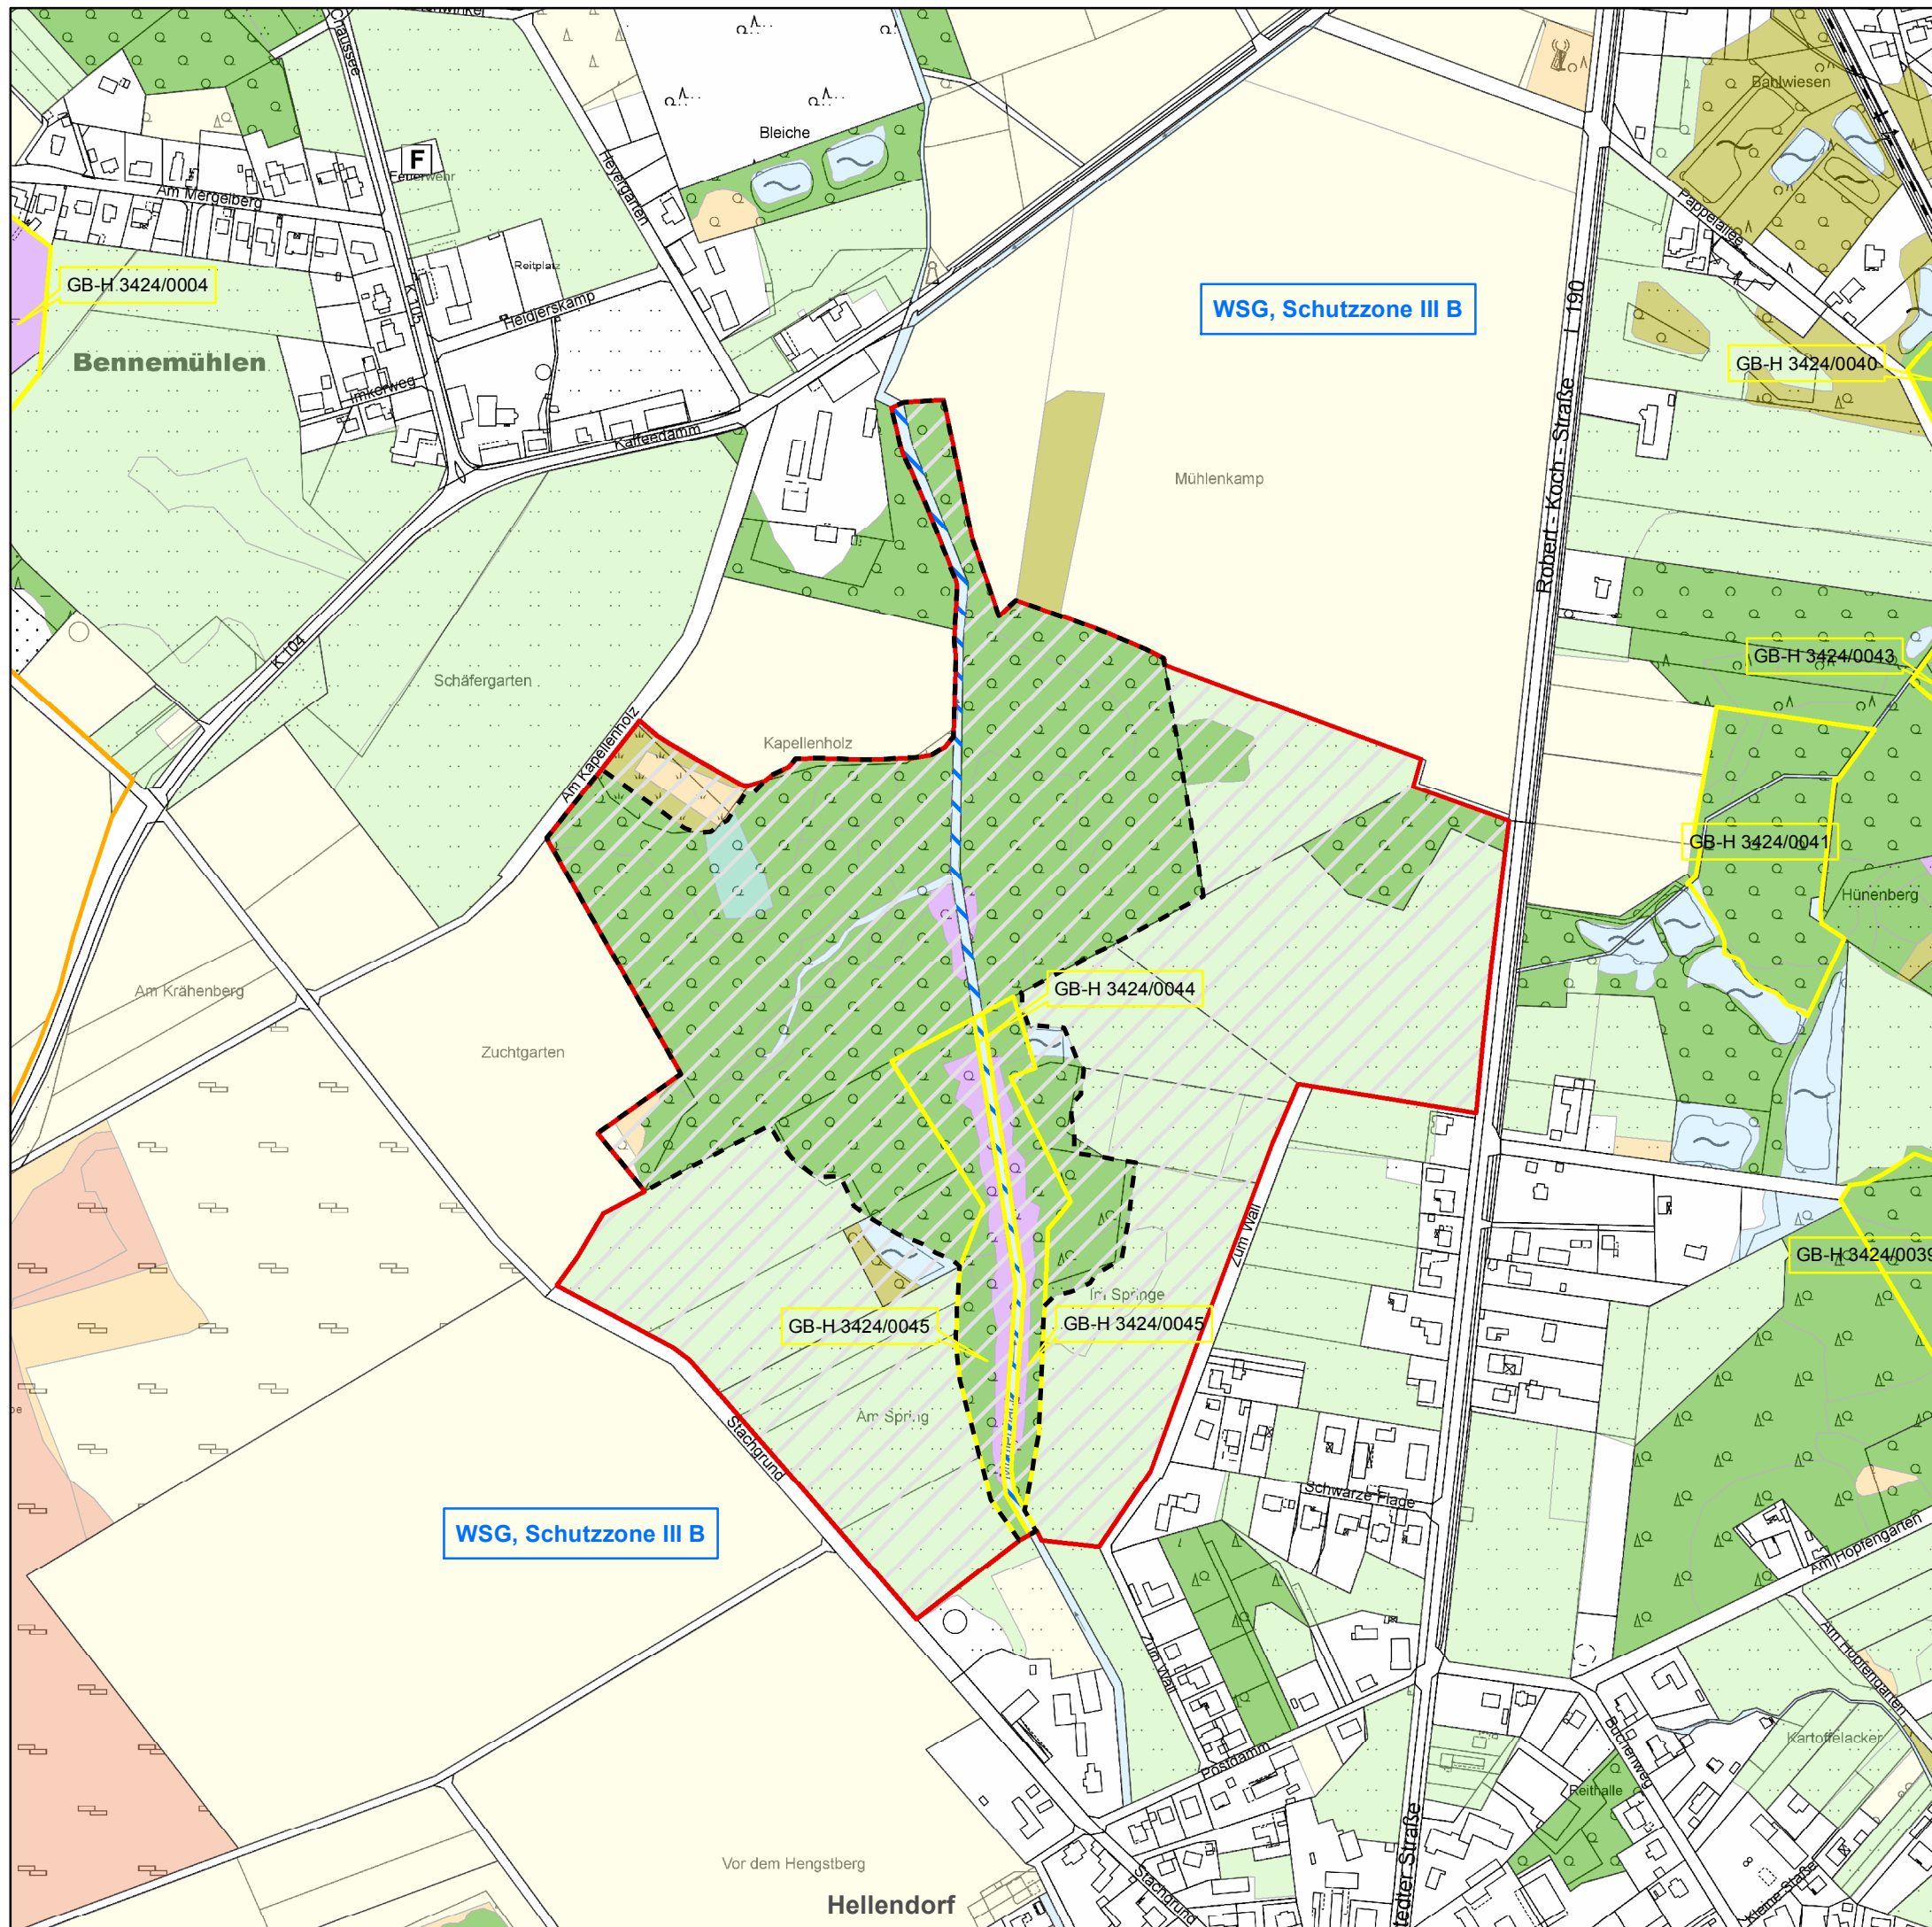 Chaussee
Bleiche
Bahlwiesen
F
Feuerwehr
Am Mergelberg
Heyergarten
Pappelallee
Reitplatz
GB-H 3424/0004
K 105
WSG, Schutzzone III B
Heidjerskamp
Robert - Koch - Straße L 190
Bennemühlen
GB-H 3424/0040
Imkerweg
Kaffeedamm
Mühlenkamp
K 104
GB-H 3424/0043
Schäfergarten
Kapellenholz
Am Kapellenholz
GB-H 3424/0041
Hünenberg
Am Krähenberg
GB-H 3424/0044
Zuchtgarten
Zum Wall
GB-H 3424/0039
Im Springe
GB-H 3424/0045
GB-H 3424/0045
Am Spring
Stachgrund
Schwarze Flage
WSG, Schutzzone III B
Am Hopfengarten
Zum Wall
Am Hopfengarten
Kartoffelacker
Buchenweg
Postdamm
Reithalle
Vor dem Hengstberg
Hellendorf
Stachgrund
tedter Straße
Kleine Straße